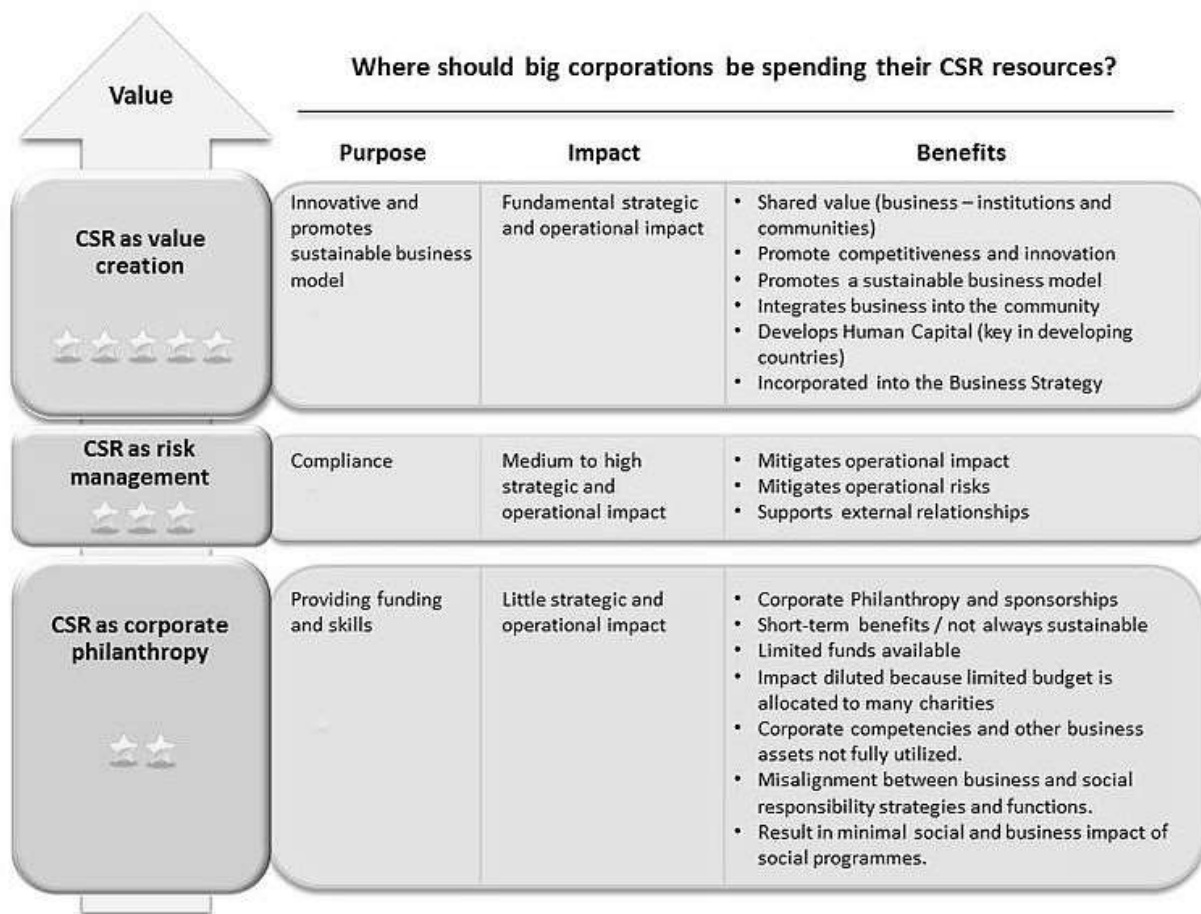 Value
Where should big corporations be spending their CSR resources?
Purpose
Impact
Benefits
CSR as value
creation
Innovative and
promotes
sustainable business
model
Fundamental strategic
and operational impact
• Shared value (business – institutions and
communities)
• Promote competitiveness and innovation
• Promotes a sustainable business model
• Integrates business into the community
• Develops Human Capital (key in developing
countries)
• Incorporated into the Business Strategy
CSR as risk
management
Compliance
Medium to high
strategic and
operational impact
• Mitigates operational impact
• Mitigates operational risks
• Supports external relationships
CSR as corporate
philanthropy
Providing funding
and skills
Little strategic and
operational impact
• Corporate Philanthropy and sponsorships
• Short-term benefits / not always sustainable
• Limited funds available
• Impact diluted because limited budget is
allocated to many charities
• Corporate competencies and other business
assets not fully utilized.
• Misalignment between business and social
responsibility strategies and functions.
• Result in minimal social and business impact of
social programmes.